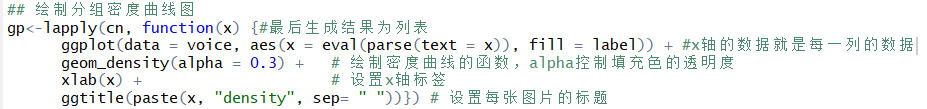 ## 绘制分组密度曲线图
gp<-lapply(cn, function(x) {#最后生成结果为列表
ggplot(data = voice, aes(x = eval(parse(text = x)), fill = label)) + #x轴的数据就是每一列的数据
geom_density(alpha = 0.3) + # 绘制密度曲线的函数，alpha控制填充色的透明度
xlab(x) + # 设置x轴标签
ggtitle(paste(x, "density", sep= " "))}) # 设置每张图片的标题